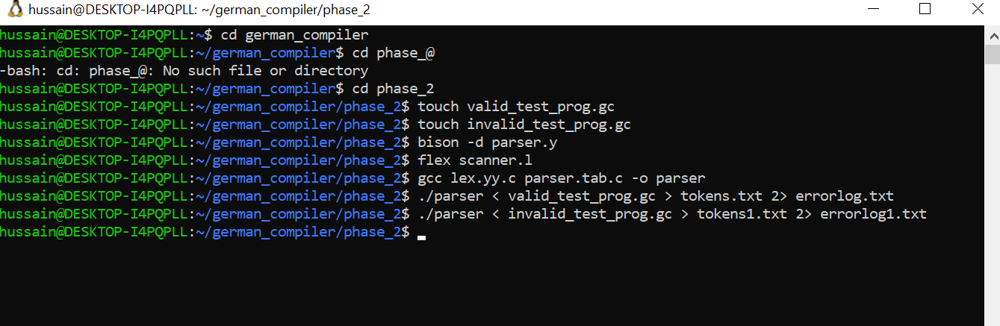 hussain@DESKTOP-I4PQPLL: ~/german_compiler/phase_2
hussain@DESKTOP-I4PQPLL:~$ cd german_compiler
hussain@DESKTOP-I4PQPLL:~/german_compiler$ cd phase_@
-bash: cd: phase_@: No such file or directory
hussain@DESKTOP-I4PQPLL:~/german_compiler$ cd phase_2
hussain@DESKTOP-I4PQPLL:~/german_compiler/phase_2$ touch valid_test_prog.gc
hussain@DESKTOP-I4PQPLL:~/german_compiler/phase_2$ touch invalid_test_prog.gc
hussain@DESKTOP-I4PQPLL:~/german_compiler/phase_2$ bison -d parser.y
hussain@DESKTOP-I4PQPLL:~/german_compiler/phase_2$ flex scanner.l
hussain@DESKTOP-I4PQPLL:~/german_compiler/phase_2$ gcc lex.yy.c parser.tab.c -o parser
hussain@DESKTOP-I4PQPLL:~/german_compiler/phase_2$ ./parser < valid_test_prog.gc > tokens.txt 2> errorlog.txt
hussain@DESKTOP-I4PQPLL:~/german_compiler/phase_2$ ./parser < invalid_test_prog.gc > tokens1.txt 2> errorlog1.txt
hussain@DESKTOP-I4PQPLL:~/german_compiler/phase_2$